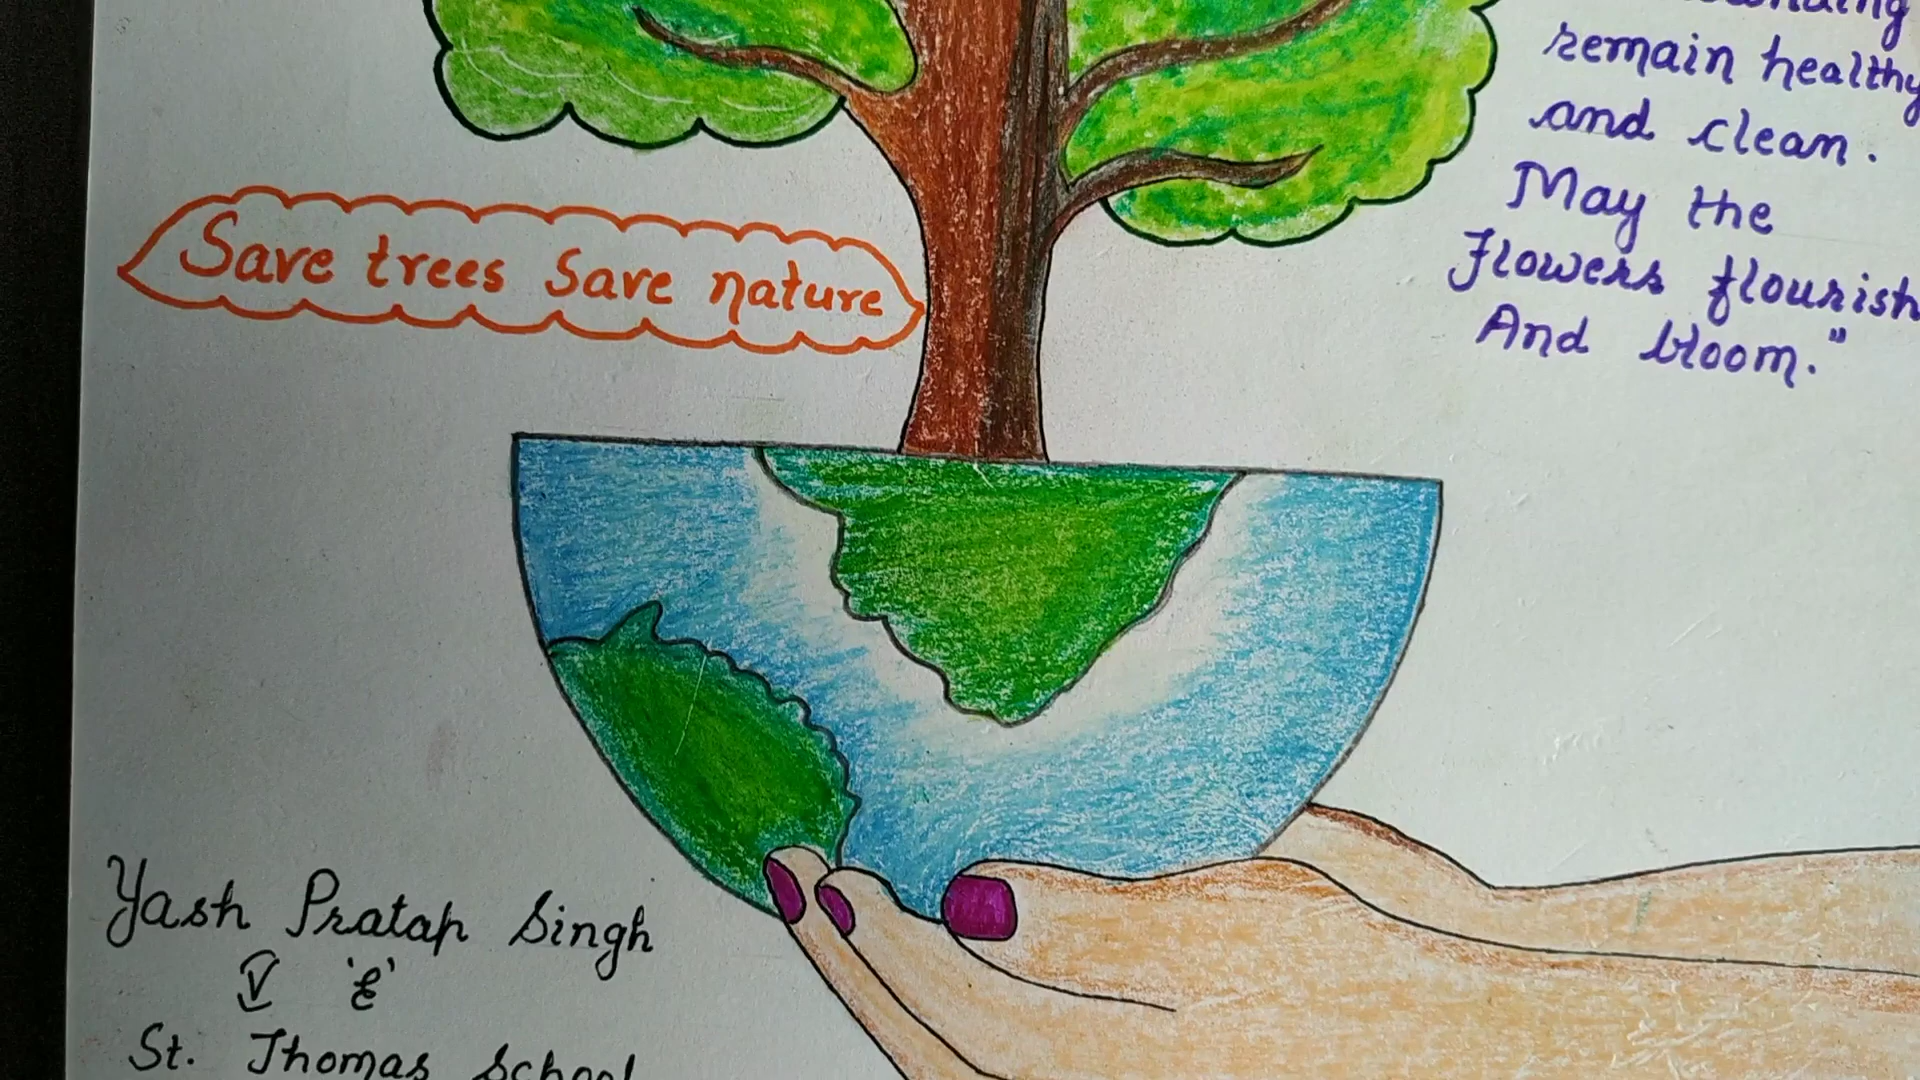 remain healthy
and clean.
May the
Flowers flourish
And bloom."
Save trees Save nature
Yash Pratap Singh
V 'E'
St. Thomas School